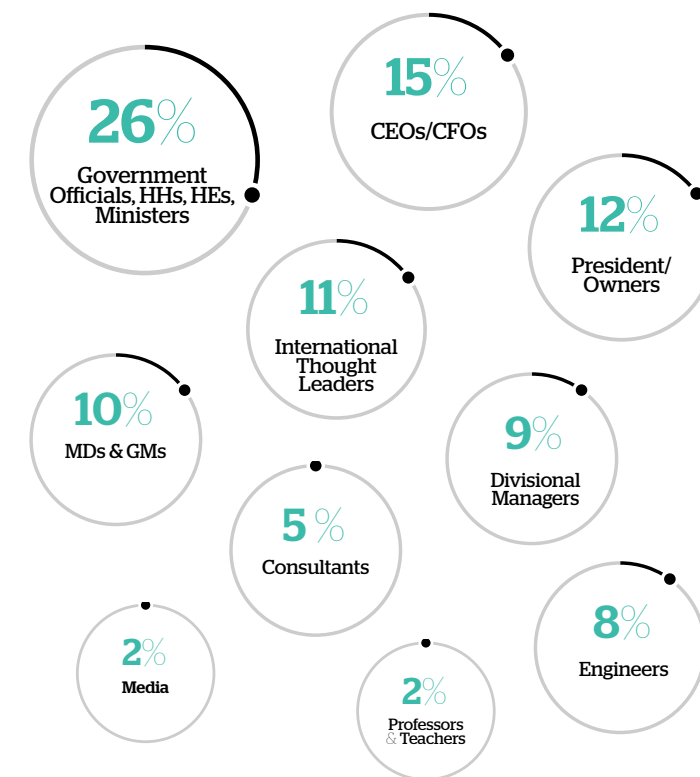 26%
Government
Officials, HHs, HEs,
Ministers
15%
CEOs/CFOs
12%
President/
Owners
11%
International
Thought
Leaders
10%
MDs & GMs
9%
Divisional
Managers
5 %
Consultants
8%
Engineers
2%
Media
2%
Professors
& Teachers